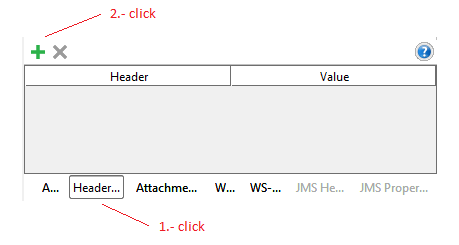 2.- click
?
Header Value
A... Header... Attachme... W... WS-... JMS He... JMS Proper...
1.- click